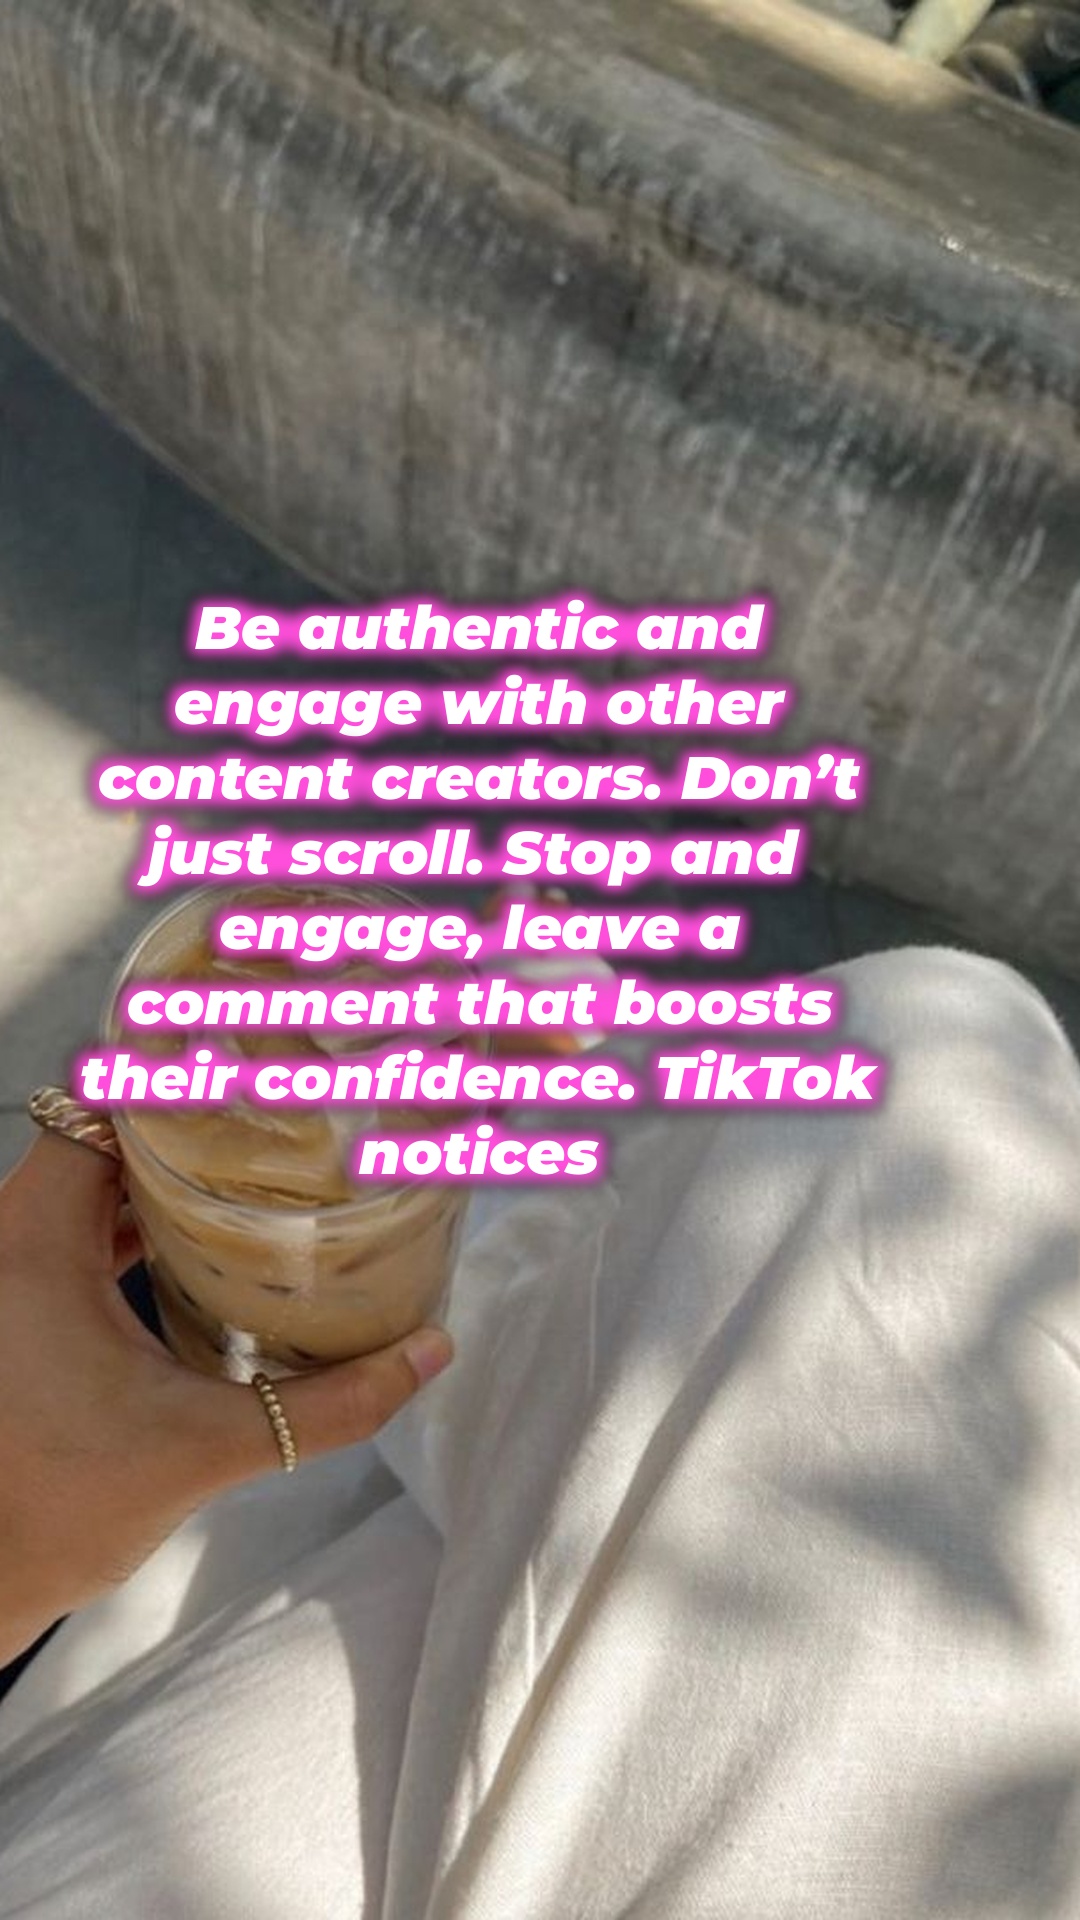 Be authentic and
engage with other
content creators. Don’t
just scroll. Stop and
engage, leave a
comment that boosts
their confidence. TikTok
notices